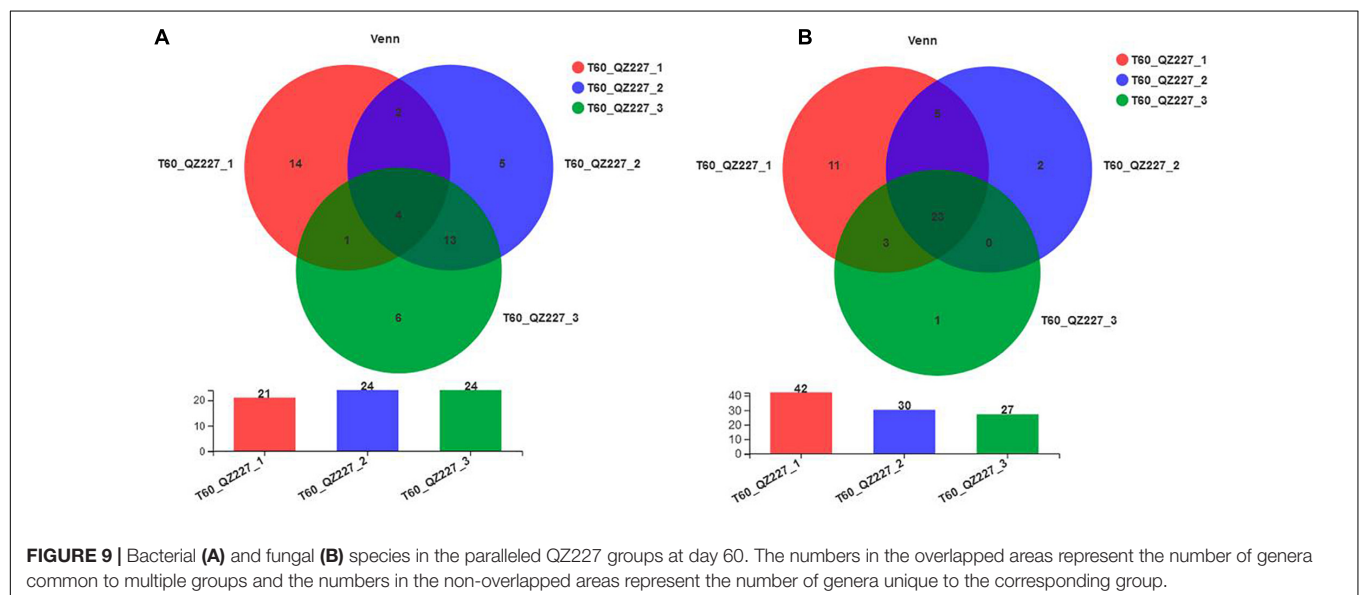 A
Venn
T60_QZ227_1
T60_QZ227_2
T60_QZ227_3
T60_QZ227_1
T60_QZ227_2
T60_QZ227_3
2
14
5
4
1
13
6
21
24
24
20
10
0
T60_QZ227_1
T60_QZ227_2
T60_QZ227_3
B
Venn
T60_QZ227_1
T60_QZ227_2
T60_QZ227_3
T60_QZ227_1
T60_QZ227_2
T60_QZ227_3
5
11
2
23
3
0
1
42
30
27
40
30
20
10
0
T60_QZ227_1
T60_QZ227_2
T60_QZ227_3
FIGURE 9 | Bacterial (A) and fungal (B) species in the paralleled QZ227 groups at day 60. The numbers in the overlapped areas represent the number of genera
common to multiple groups and the numbers in the non-overlapped areas represent the number of genera unique to the corresponding group.